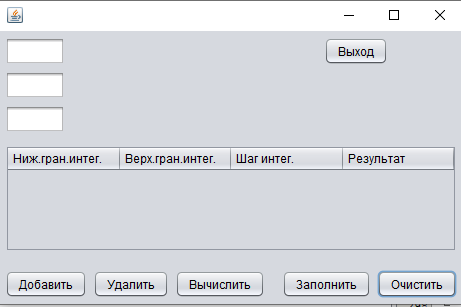 Выход
Ниж.гран.интег. Верх.гран.интег. Шаг интег. Результат
Добавить Удалить Вычислить Заполнить Очистить